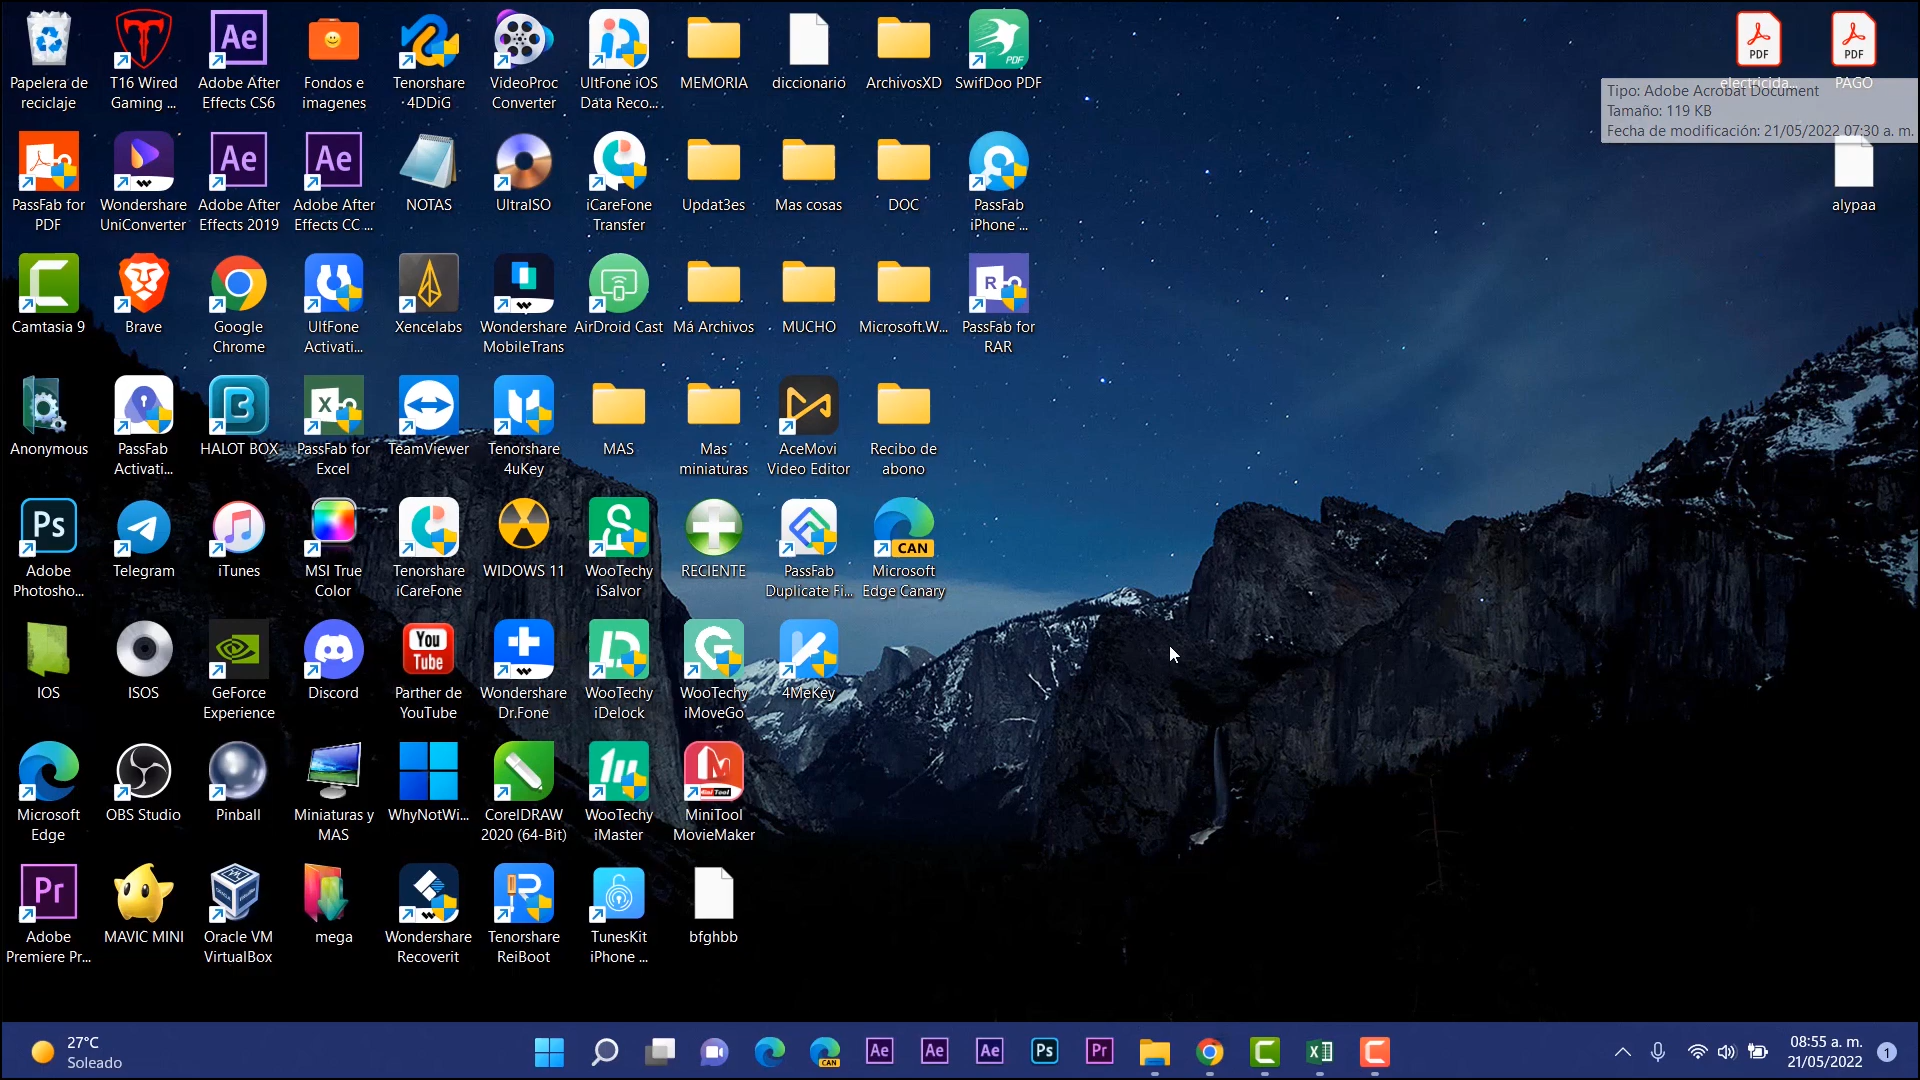 Papelera de
reciclaje
T16 Wired
Gaming ...
Adobe After
Effects CS6
Fondos e
imagenes
Tenorshare
4DDiG
VideoProc
Converter
UltFone iOS
Data Reco...
MEMORIA
diccionario
ArchivosXD
SwifDoo PDF
electricida...
PAGO
Tipo: Adobe Acrobat Document
Tamaño: 119 KB
Fecha de modificación: 21/05/2022 07:30 a. m.
PassFab for
PDF
Wondershare
UniConverter
Adobe After
Effects 2019
Adobe After
Effects CC ...
NOTAS
UltraISO
iCareFone
Transfer
Updat3es
Mas cosas
DOC
PassFab
iPhone ...
alypaa
Camtasia 9
Brave
Google
Chrome
UltFone
Activati...
Xencelabs
Wondershare
MobileTrans
AirDroid Cast
Má Archivos
MUCHO
Microsoft.W...
PassFab for
RAR
Anonymous
PassFab
Activati...
HALOT BOX
PassFab for
Excel
TeamViewer
Tenorshare
4uKey
MAS
Mas
miniaturas
AceMovi
Video Editor
Recibo de
abono
Adobe
Photosho...
Telegram
iTunes
MSI True
Color
Tenorshare
iCareFone
WIDOWS 11
WooTechy
iSalvor
RECIENTE
PassFab
Duplicate Fi...
CAN
Microsoft
Edge Canary
IOS
ISOS
GeForce
Experience
Discord
You
Tube
Parther de
YouTube
Wondershare
Dr.Fone
WooTechy
iDelock
WooTechy
iMoveGo
4MeKey
Microsoft
Edge
OBS Studio
Pinball
Miniaturas y
MAS
WhyNotWi...
CorelDRAW
2020 (64-Bit)
WooTechy
iMaster
MiniTool
MovieMaker
Adobe
Premiere Pr...
MAVIC MINI
Oracle VM
VirtualBox
mega
Wondershare
Recoverit
Tenorshare
ReiBoot
TunesKit
iPhone ...
bfghbb
27°C
Soleado
08:55 a. m.
21/05/2022
1